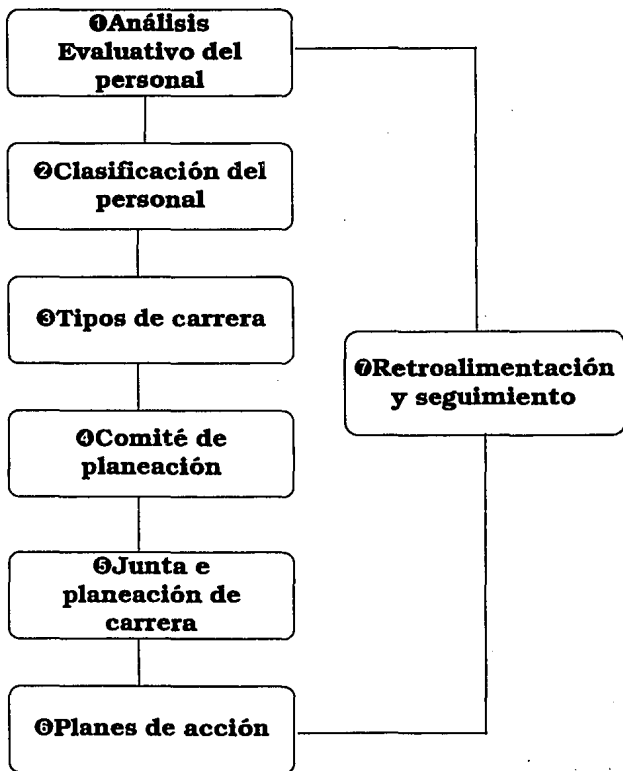 ❶Análisis
Evaluativo del
personal
❷Clasificación del
personal
❸Tipos de carrera
❹Comité de
planeación
❺Junta e
planeación de
carrera
❻Planes de acción
❼Retroalimentación
y seguimiento